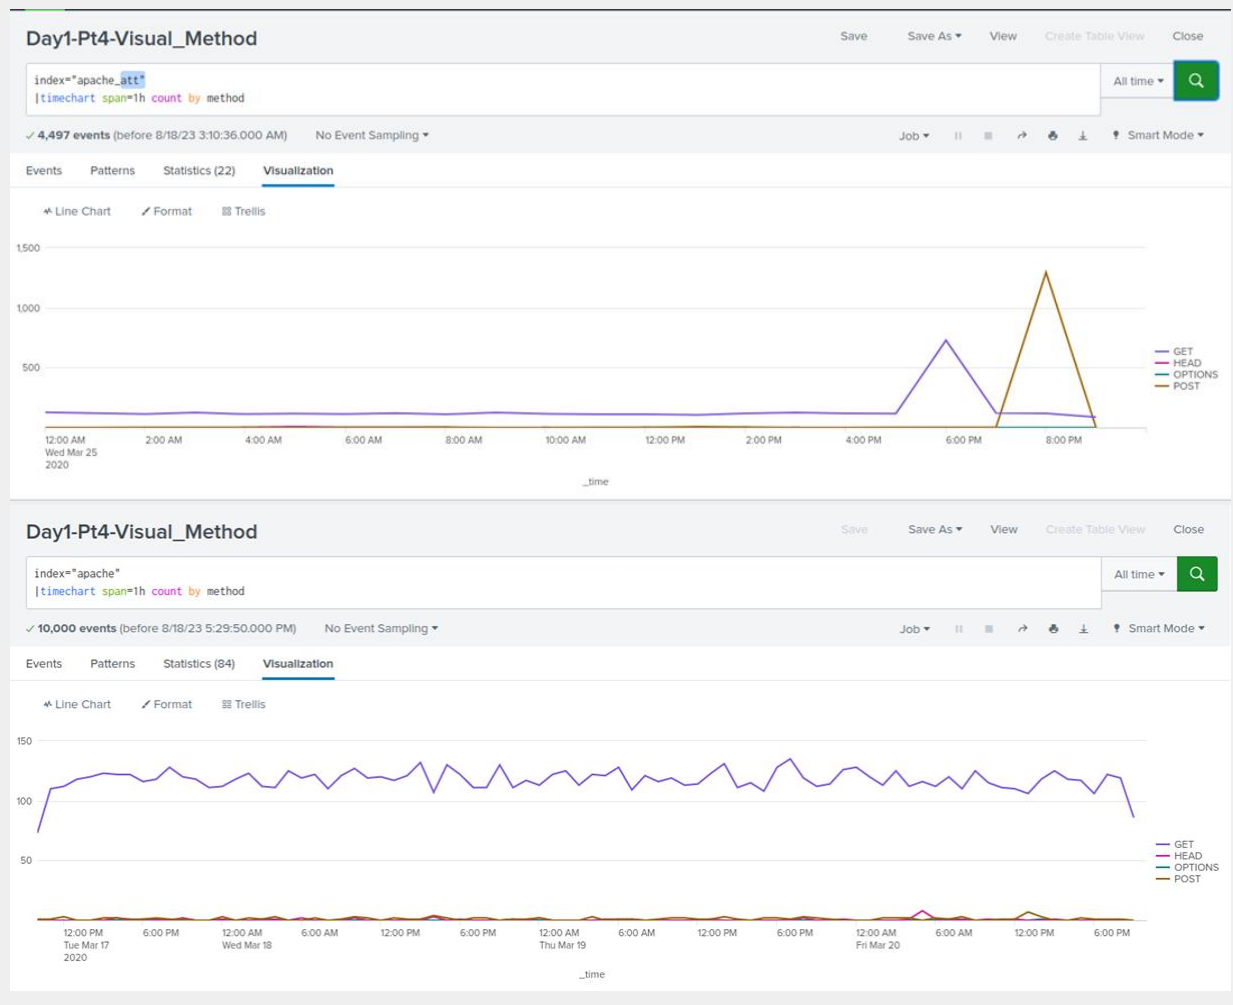 Day1-Pt4-Visual_Method
Save Save As View Create Table View Close
index="apache_att"
|timechart span=1h count by method
All time
4,497 events (before 8/18/23 3:10:36.000 AM) No Event Sampling
Job Smart Mode
Events Patterns Statistics (22) Visualization
Line Chart Format Trellis
1,500
1,000
500
GET
HEAD
OPTIONS
POST
12:00 AM 2:00 AM 4:00 AM 6:00 AM 8:00 AM 10:00 AM 12:00 PM 2:00 PM 4:00 PM 6:00 PM 8:00 PM
Wed Mar 25
2020
_time
Day1-Pt4-Visual_Method
Save Save As View Create Table View Close
index="apache"
|timechart span=1h count by method
All time
10,000 events (before 8/18/23 5:29:50.000 PM) No Event Sampling
Job Smart Mode
Events Patterns Statistics (84) Visualization
Line Chart Format Trellis
150
100
50
GET
HEAD
OPTIONS
POST
12:00 PM 6:00 PM 12:00 AM 6:00 AM 12:00 PM 6:00 PM 12:00 AM 6:00 AM 12:00 PM 6:00 PM 12:00 AM 6:00 AM 12:00 PM 6:00 PM
Tue Mar 17 Wed Mar 18 Thu Mar 19 Fri Mar 20
2020
_time